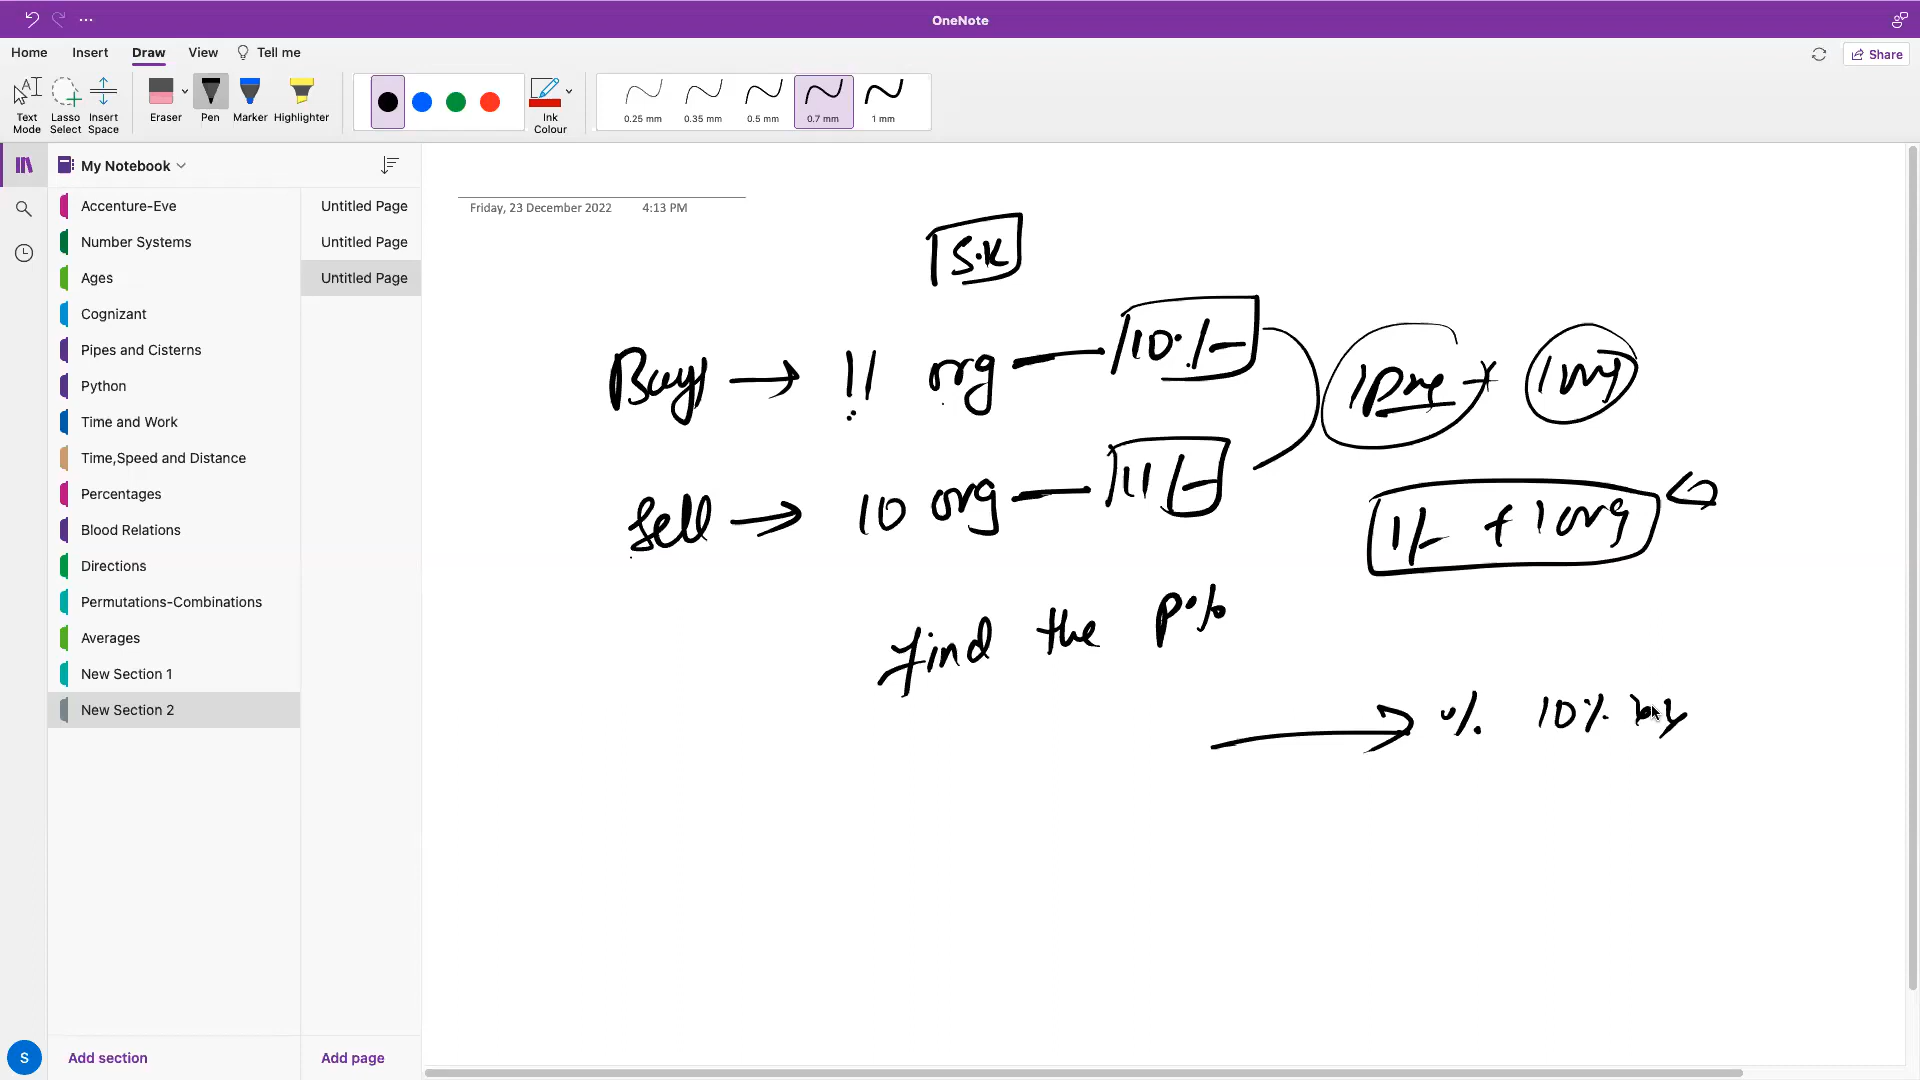 OneNote
Home Insert Draw View Tell me
Share
Text Mode
Lasso Select
Insert Space
Eraser
Pen
Marker
Highlighter
Ink Colour
0.25 mm
0.35 mm
0.5 mm
0.7 mm
1 mm
My Notebook
Accenture-Eve
Number Systems
Ages
Cognizant
Pipes and Cisterns
Python
Time and Work
Time,Speed and Distance
Percentages
Blood Relations
Directions
Permutations-Combinations
Averages
New Section 1
New Section 2
Untitled Page
Untitled Page
Untitled Page
S
Add section
Add page
Friday, 23 December 2022 4:13 PM
S.K
Buys → 11 org — 10/-
Sell → 10 org — 11/-
1/- + 1 org
find the P%
% 10%